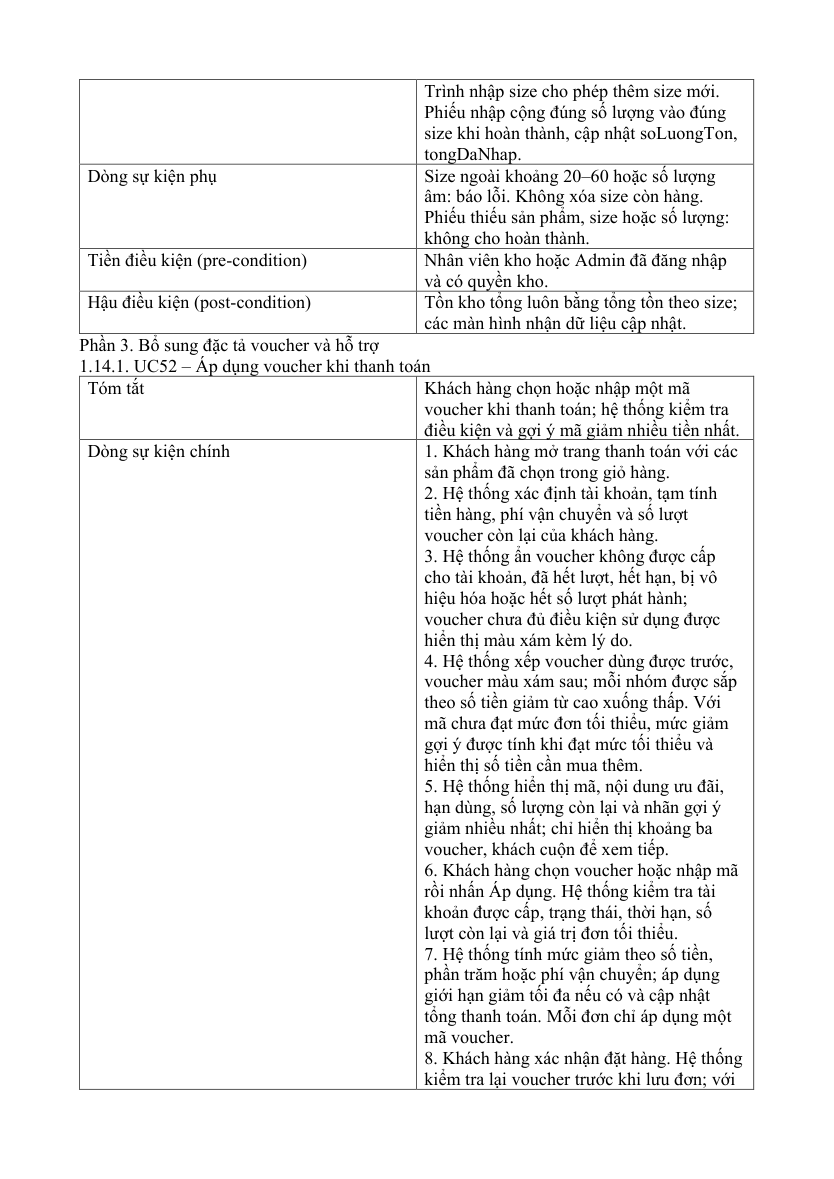 Trình nhập size cho phép thêm size mới.
Phiếu nhập cộng đúng số lượng vào đúng
size khi hoàn thành, cập nhật soLuongTon,
tongDaNhap.
Dòng sự kiện phụ
Size ngoài khoảng 20–60 hoặc số lượng
âm: báo lỗi. Không xóa size còn hàng.
Phiếu thiếu sản phẩm, size hoặc số lượng:
không cho hoàn thành.
Tiền điều kiện (pre-condition)
Nhân viên kho hoặc Admin đã đăng nhập
và có quyền kho.
Hậu điều kiện (post-condition)
Tồn kho tổng luôn bằng tổng tồn theo size;
các màn hình nhận dữ liệu cập nhật.
Phần 3. Bổ sung đặc tả voucher và hỗ trợ
1.14.1. UC52 – Áp dụng voucher khi thanh toán
Tóm tắt
Khách hàng chọn hoặc nhập một mã
voucher khi thanh toán; hệ thống kiểm tra
điều kiện và gợi ý mã giảm nhiều tiền nhất.
Dòng sự kiện chính
1. Khách hàng mở trang thanh toán với các
sản phẩm đã chọn trong giỏ hàng.
2. Hệ thống xác định tài khoản, tạm tính
tiền hàng, phí vận chuyển và số lượt
voucher còn lại của khách hàng.
3. Hệ thống ẩn voucher không được cấp
cho tài khoản, đã hết lượt, hết hạn, bị vô
hiệu hóa hoặc hết số lượt phát hành;
voucher chưa đủ điều kiện sử dụng được
hiển thị màu xám kèm lý do.
4. Hệ thống xếp voucher dùng được trước,
voucher màu xám sau; mỗi nhóm được sắp
theo số tiền giảm từ cao xuống thấp. Với
mã chưa đạt mức đơn tối thiểu, mức giảm
gợi ý được tính khi đạt mức tối thiểu và
hiển thị số tiền cần mua thêm.
5. Hệ thống hiển thị mã, nội dung ưu đãi,
hạn dùng, số lượng còn lại và nhãn gợi ý
giảm nhiều nhất; chỉ hiển thị khoảng ba
voucher, khách cuộn để xem tiếp.
6. Khách hàng chọn voucher hoặc nhập mã
rồi nhấn Áp dụng. Hệ thống kiểm tra tài
khoản được cấp, trạng thái, thời hạn, số
lượt còn lại và giá trị đơn tối thiểu.
7. Hệ thống tính mức giảm theo số tiền,
phần trăm hoặc phí vận chuyển; áp dụng
giới hạn giảm tối đa nếu có và cập nhật
tổng thanh toán. Mỗi đơn chỉ áp dụng một
mã voucher.
8. Khách hàng xác nhận đặt hàng. Hệ thống
kiểm tra lại voucher trước khi lưu đơn; với